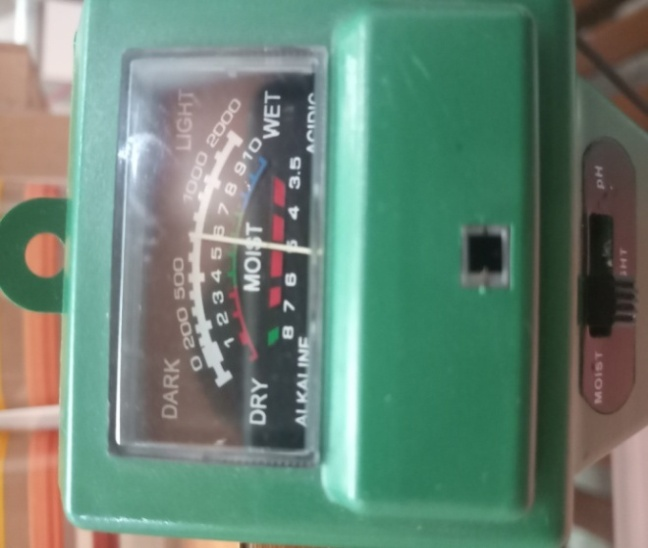 DARK LIGHT
0 200 500 1000 2000
1 2 3 4 5 6 7 8 9 10
DRY MOIST WET
8 7 6 5 4 3.5
ALKALINE ACIDIC
MOIST pH